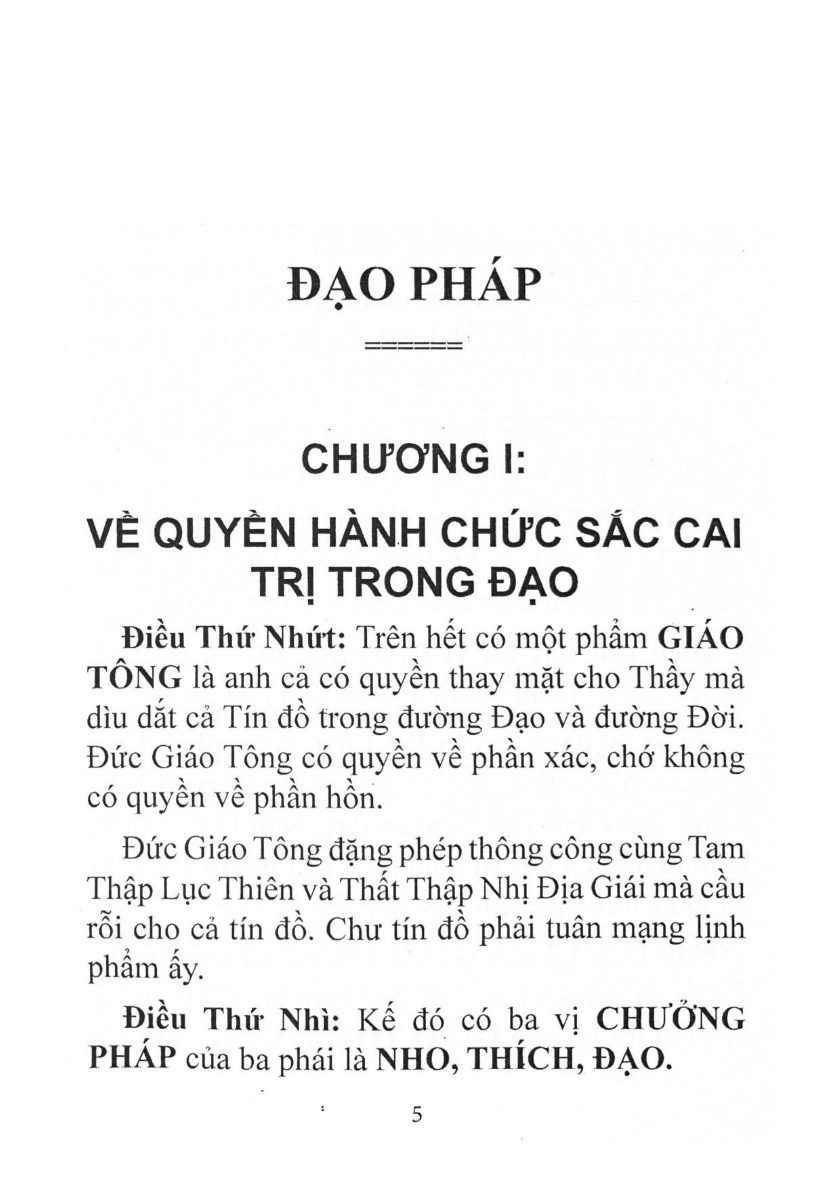 ĐẠO PHÁP
======
CHƯƠNG I:
VỀ QUYỀN HÀNH CHỨC SẮC CAI
TRỊ TRONG ĐẠO
Điều Thứ Nhứt: Trên hết có một phẩm GIÁO
TÔNG là anh cả có quyền thay mặt cho Thầy mà
dìu dắt cả Tín đồ trong đường Đạo và đường Đời.
Đức Giáo Tông có quyền về phần xác, chớ không
có quyền về phần hồn.
Đức Giáo Tông đặng phép thông công cùng Tam
Thập Lục Thiên và Thất Thập Nhị Địa Giái mà cầu
rỗi cho cả tín đồ. Chư tín đồ phải tuân mạng lịnh
phẩm ấy.
Điều Thứ Nhì: Kế đó có ba vị CHƯỞNG
PHÁP của ba phái là NHO, THÍCH, ĐẠO.
5